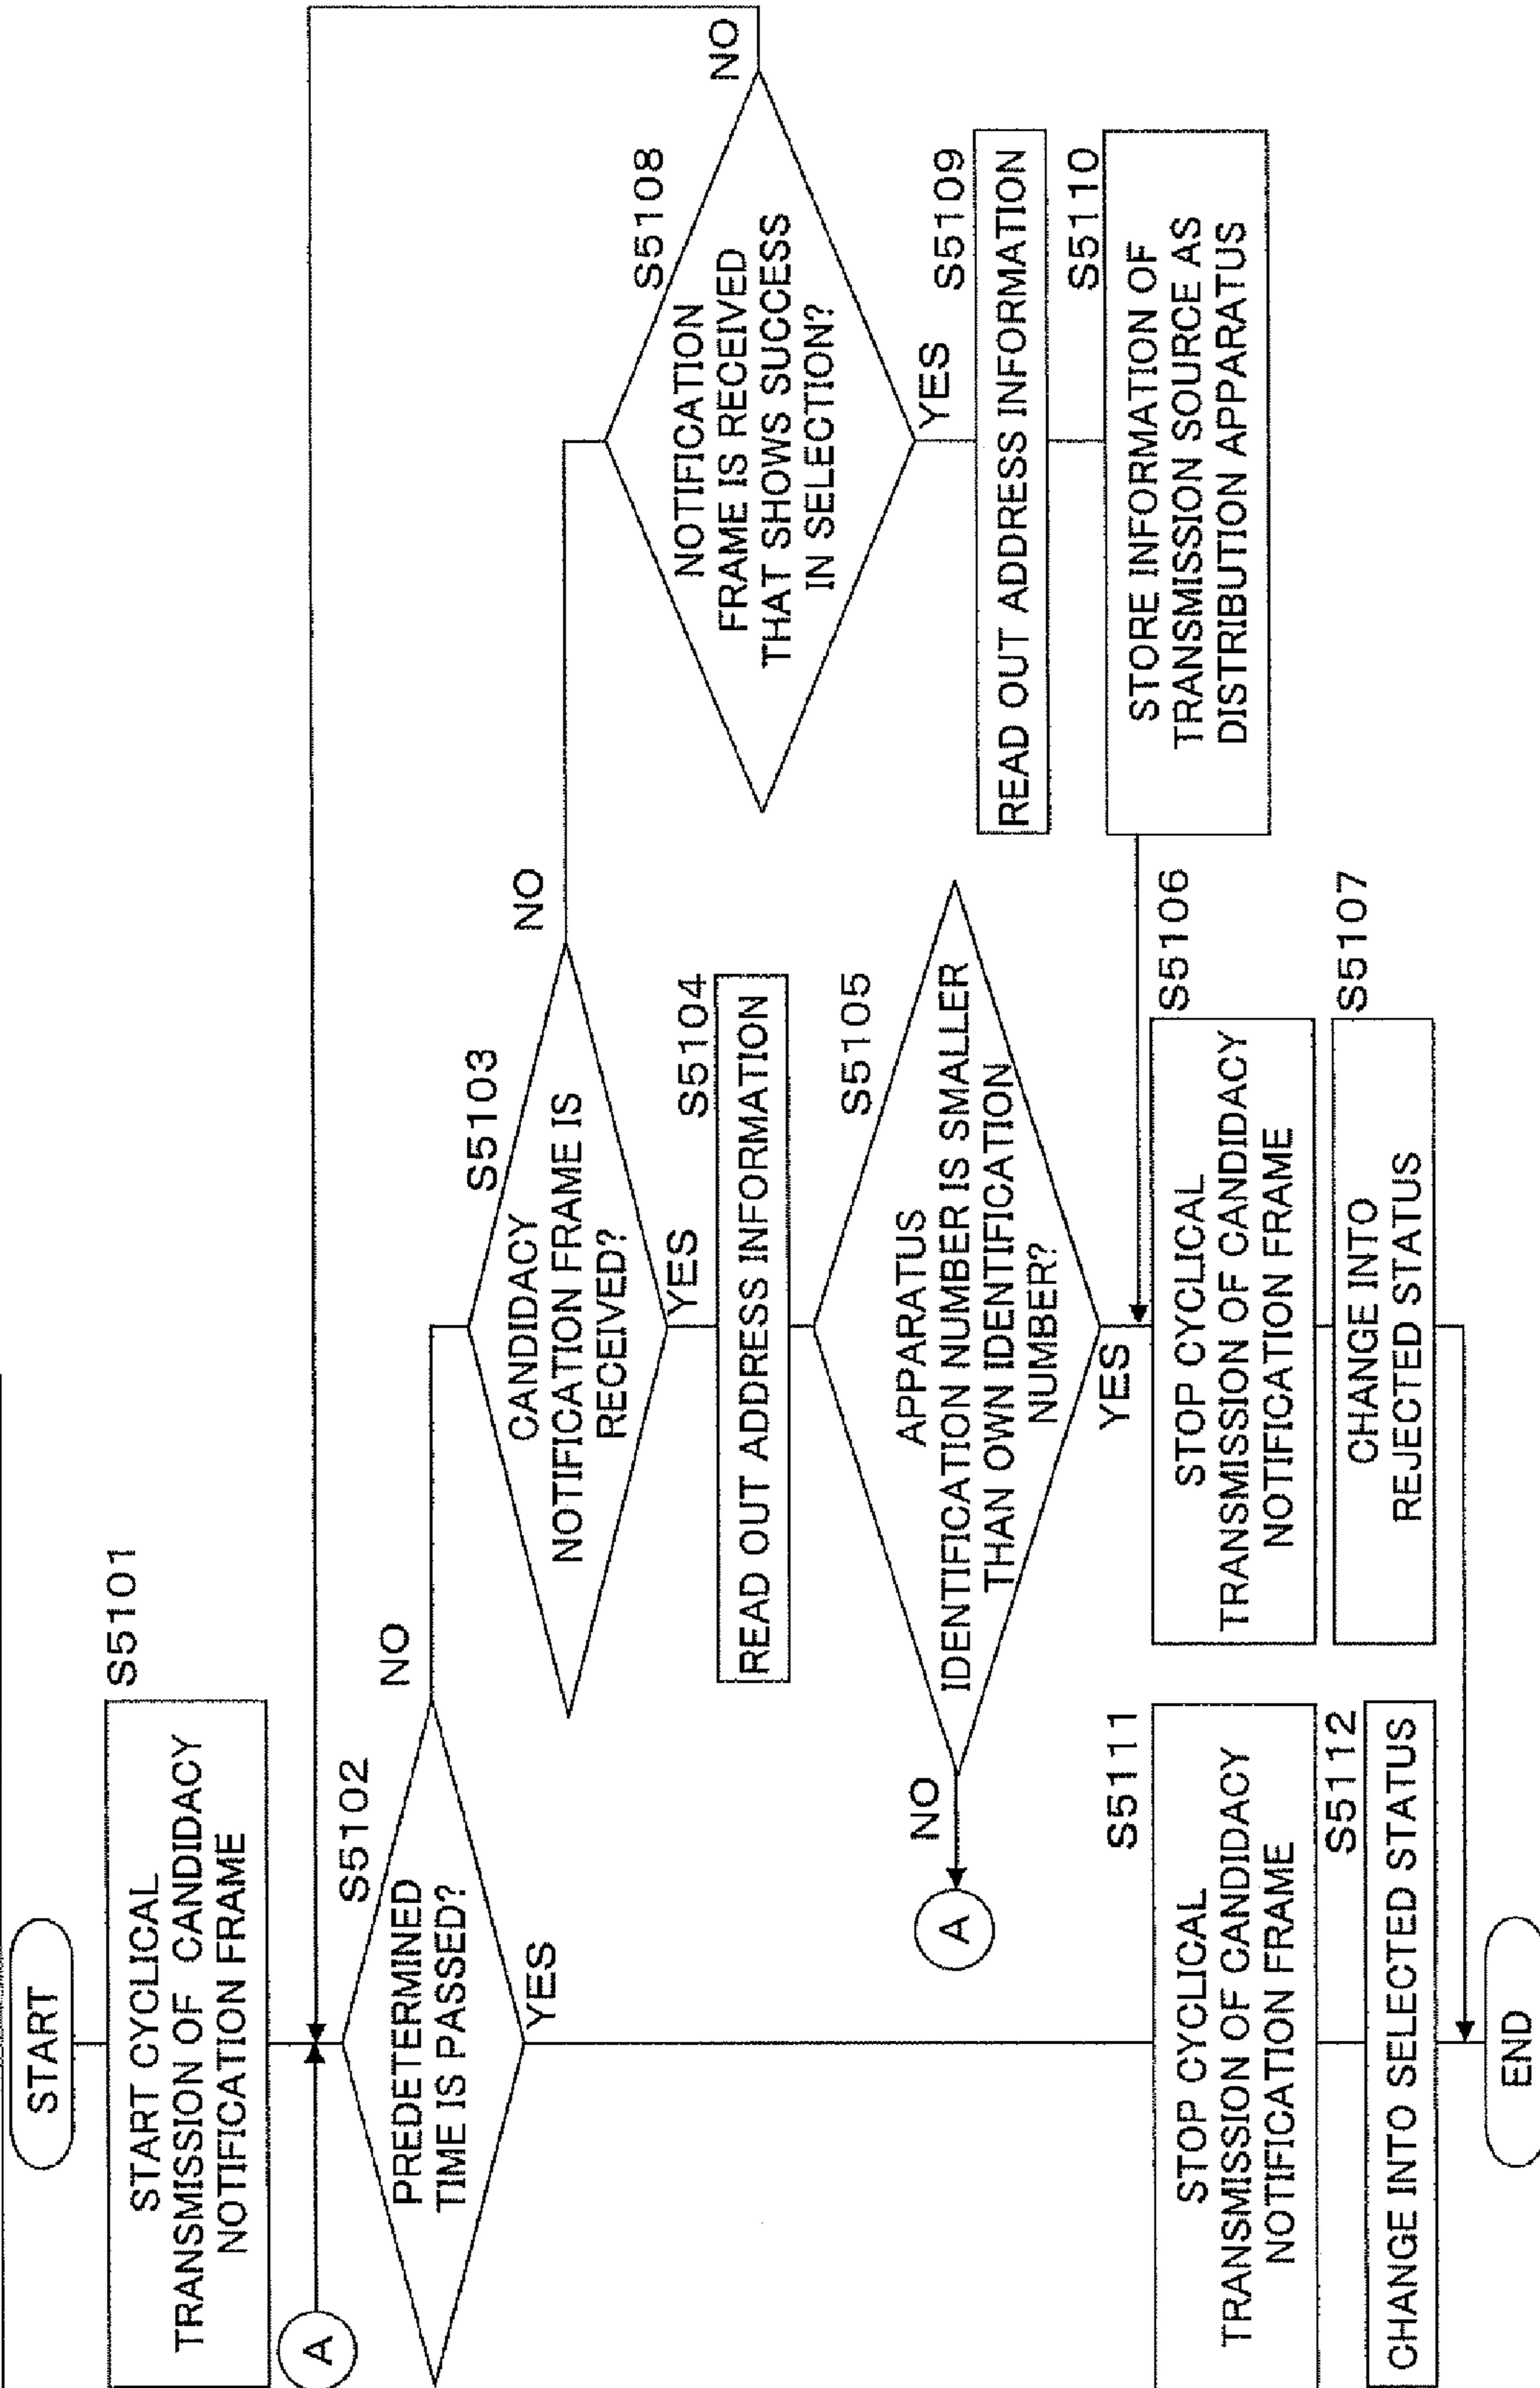 START
S5101
START CYCLICAL
TRANSMISSION OF CANDIDACY
NOTIFICATION FRAME
A
S5102
PREDETERMINED
TIME IS PASSED?
NO
YES
S5103
CANDIDACY
NOTIFICATION FRAME IS
RECEIVED?
NO
YES
S5104
READ OUT ADDRESS INFORMATION
S5105
APPARATUS
IDENTIFICATION NUMBER IS SMALLER
THAN OWN IDENTIFICATION
NUMBER?
NO
A
YES
S5106
STOP CYCLICAL
TRANSMISSION OF CANDIDACY
NOTIFICATION FRAME
S5107
CHANGE INTO
REJECTED STATUS
S5108
NOTIFICATION
FRAME IS RECEIVED
THAT SHOWS SUCCESS
IN SELECTION?
NO
YES
S5109
READ OUT ADDRESS INFORMATION
S5110
STORE INFORMATION OF
TRANSMISSION SOURCE AS
DISTRIBUTION APPARATUS
S5111
STOP CYCLICAL
TRANSMISSION OF CANDIDACY
NOTIFICATION FRAME
S5112
CHANGE INTO SELECTED STATUS
END